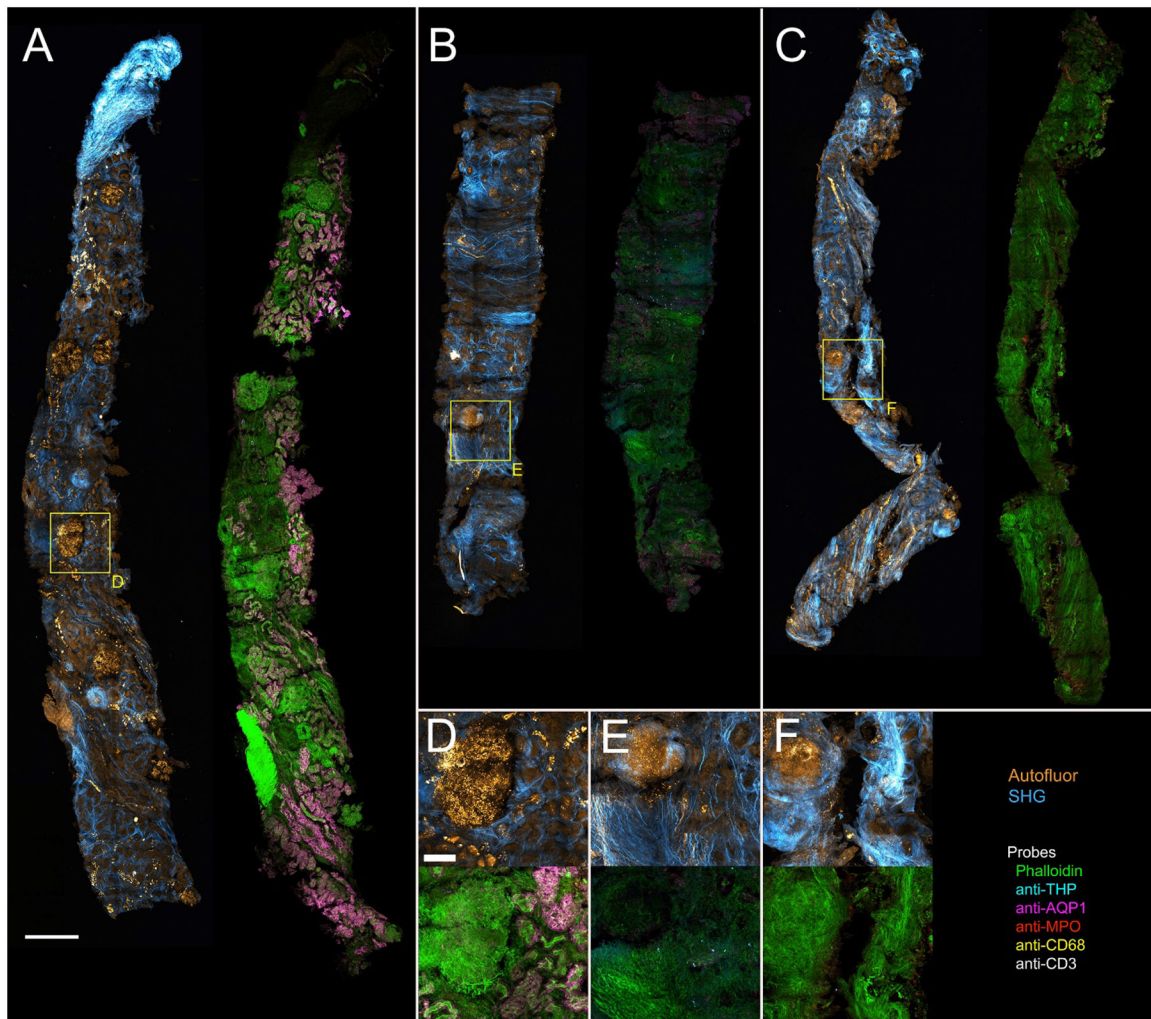 A
B
C
D
E
F
D
E
F
Autofluor
SHG
Probes
Phalloidin
anti-THP
anti-AQP1
anti-MPO
anti-CD68
anti-CD3